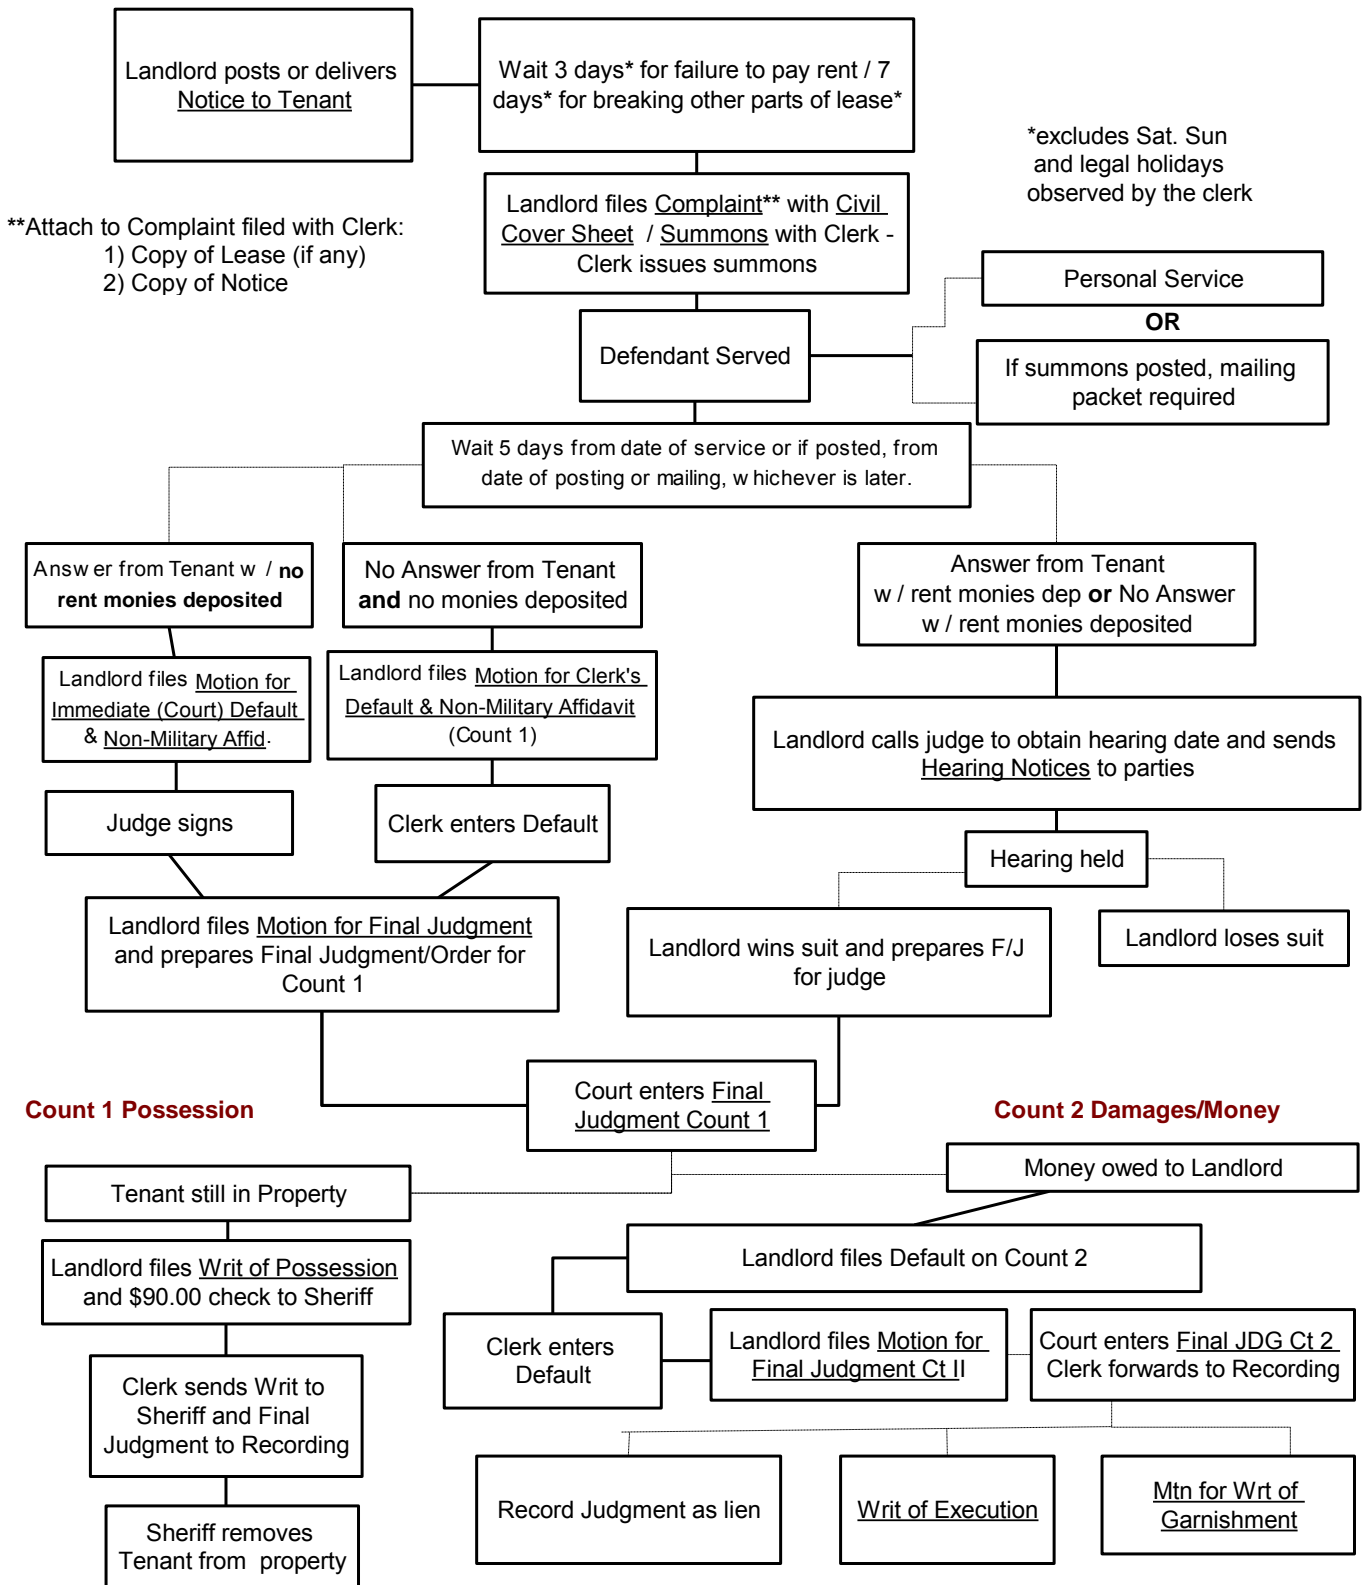 Landlord posts or delivers
Notice to Tenant
Wait 3 days* for failure to pay rent / 7
days* for breaking other parts of lease*
*excludes Sat. Sun
and legal holidays
observed by the clerk
**Attach to Complaint filed with Clerk:
1) Copy of Lease (if any)
2) Copy of Notice
Landlord files Complaint** with Civil
Cover Sheet / Summons with Clerk -
Clerk issues summons
Personal Service
OR
If summons posted, mailing
packet required
Defendant Served
Wait 5 days from date of service or if posted, from
date of posting or mailing, whichever is later.
Answer from Tenant w / no
rent monies deposited
No Answer from Tenant
and no monies deposited
Answer from Tenant
w / rent monies dep or No Answer
w / rent monies deposited
Landlord files Motion for
Immediate (Court) Default
& Non-Military Affid.
Landlord files Motion for Clerk's
Default & Non-Military Affidavit
(Count 1)
Landlord calls judge to obtain hearing date and sends
Hearing Notices to parties
Judge signs
Clerk enters Default
Hearing held
Landlord files Motion for Final Judgment
and prepares Final Judgment/Order for
Count 1
Landlord wins suit and prepares F/J
for judge
Landlord loses suit
Court enters Final
Judgment Count 1
Count 1 Possession
Count 2 Damages/Money
Tenant still in Property
Money owed to Landlord
Landlord files Writ of Possession
and $90.00 check to Sheriff
Landlord files Default on Count 2
Clerk enters
Default
Landlord files Motion for
Final Judgment Ct II
Court enters Final JDG Ct 2
Clerk forwards to Recording
Clerk sends Writ to
Sheriff and Final
Judgment to Recording
Record Judgment as lien
Writ of Execution
Mtn for Wrt of
Garnishment
Sheriff removes
Tenant from property